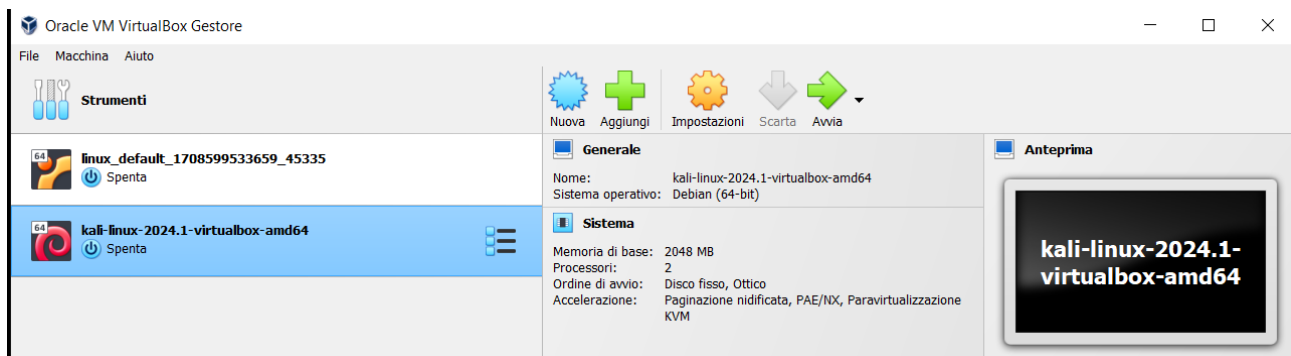 Oracle VM VirtualBox Gestore
File Macchina Aiuto
Strumenti
Nuova Aggiungi Impostazioni Scarta Avvia
64
linux_default_1708599533659_45335
Spenta
64
kali-linux-2024.1-virtualbox-amd64
Spenta
Generale
Nome: kali-linux-2024.1-virtualbox-amd64
Sistema operativo: Debian (64-bit)
Sistema
Memoria di base: 2048 MB
Processori: 2
Ordine di avvio: Disco fisso, Ottico
Accelerazione: Paginazione nidificata, PAE/NX, Paravirtualizzazione
KVM
Anteprima
kali-linux-2024.1-
virtualbox-amd64